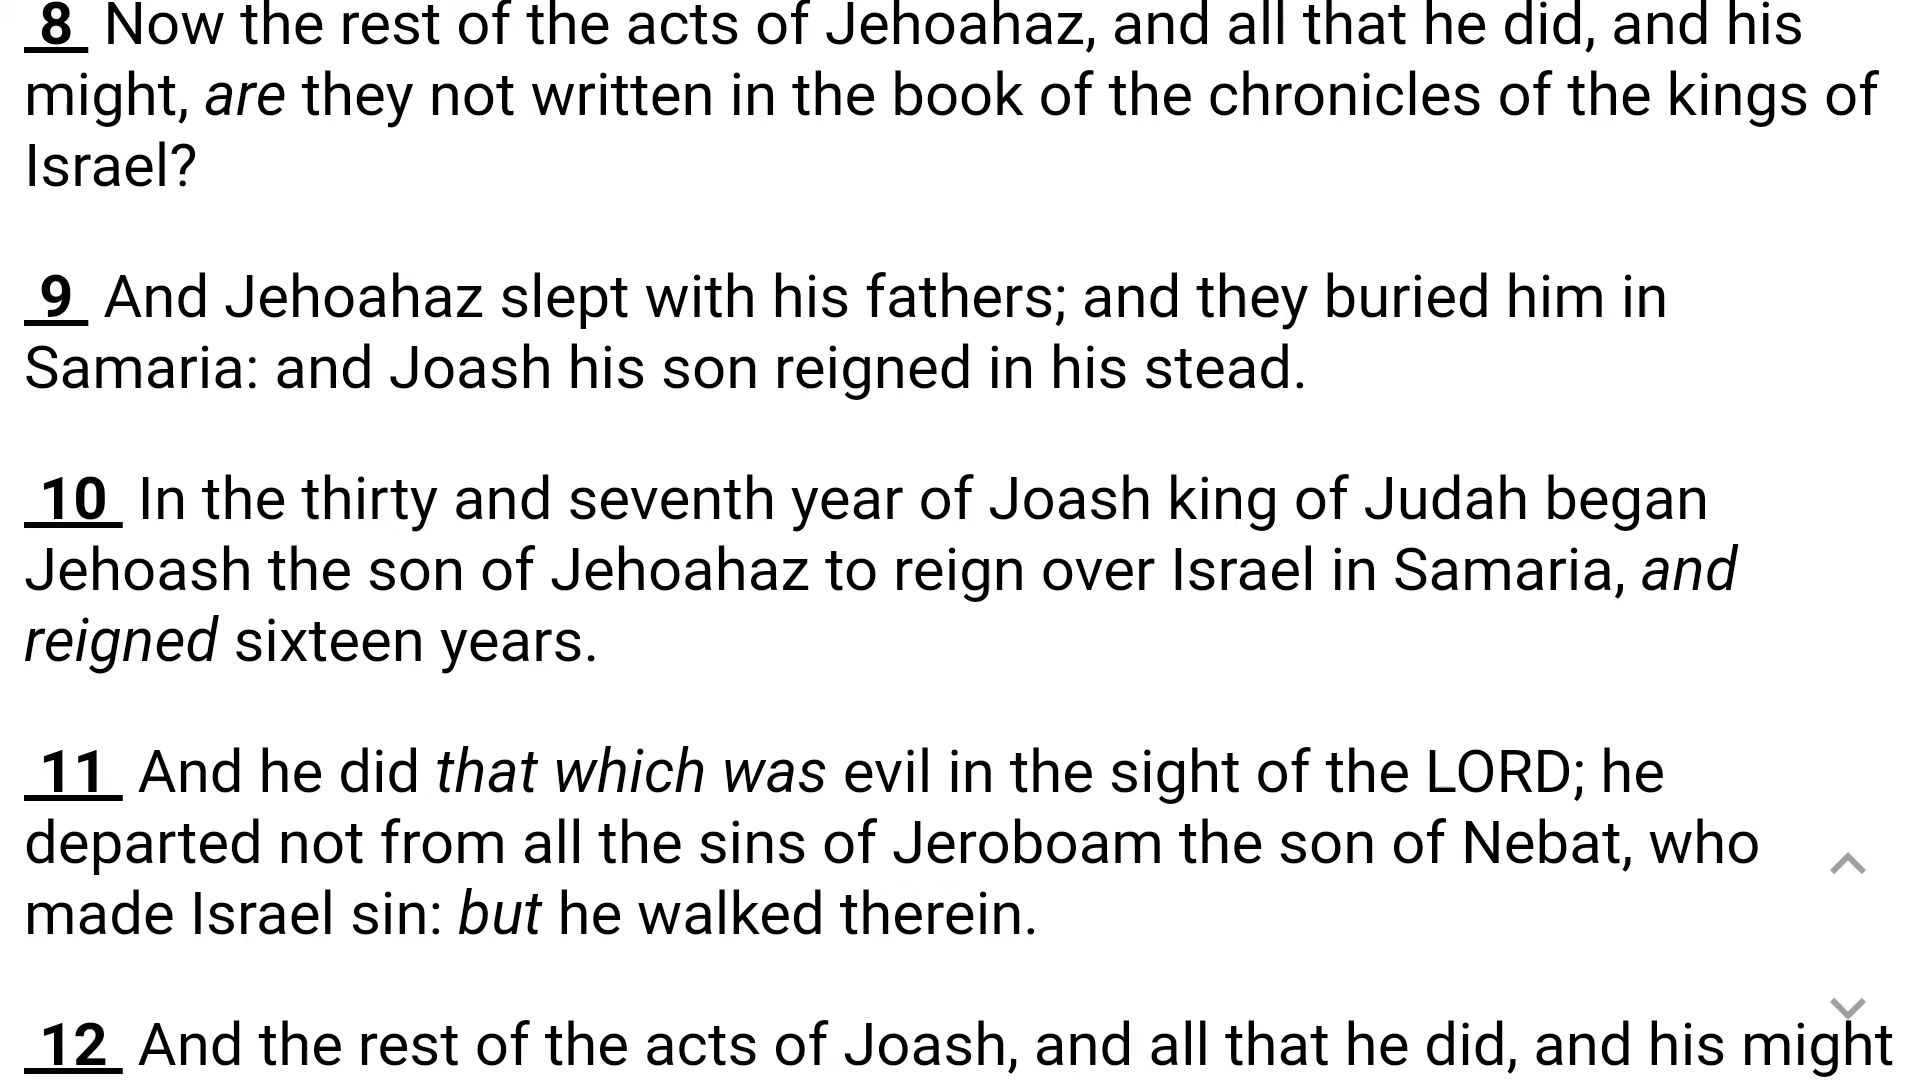 8 Now the rest of the acts of Jehoahaz, and all that he did, and his
might, are they not written in the book of the chronicles of the kings of
Israel?
9 And Jehoahaz slept with his fathers; and they buried him in
Samaria: and Joash his son reigned in his stead.
10 In the thirty and seventh year of Joash king of Judah began
Jehoash the son of Jehoahaz to reign over Israel in Samaria, and
reigned sixteen years.
11 And he did that which was evil in the sight of the LORD; he
departed not from all the sins of Jeroboam the son of Nebat, who
made Israel sin: but he walked therein.
12 And the rest of the acts of Joash, and all that he did, and his might